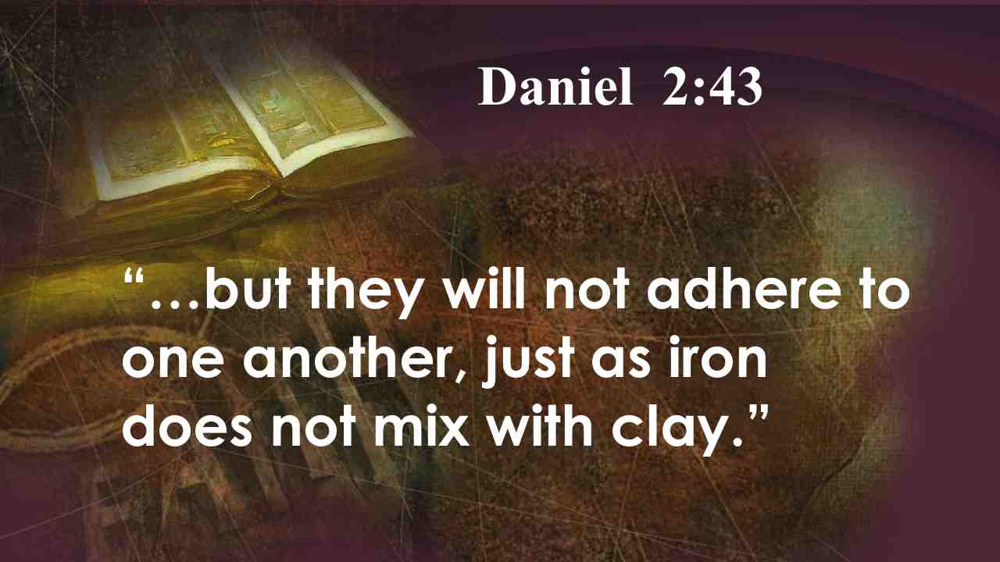 Daniel 2:43
“…but they will not adhere to
one another, just as iron
does not mix with clay.”